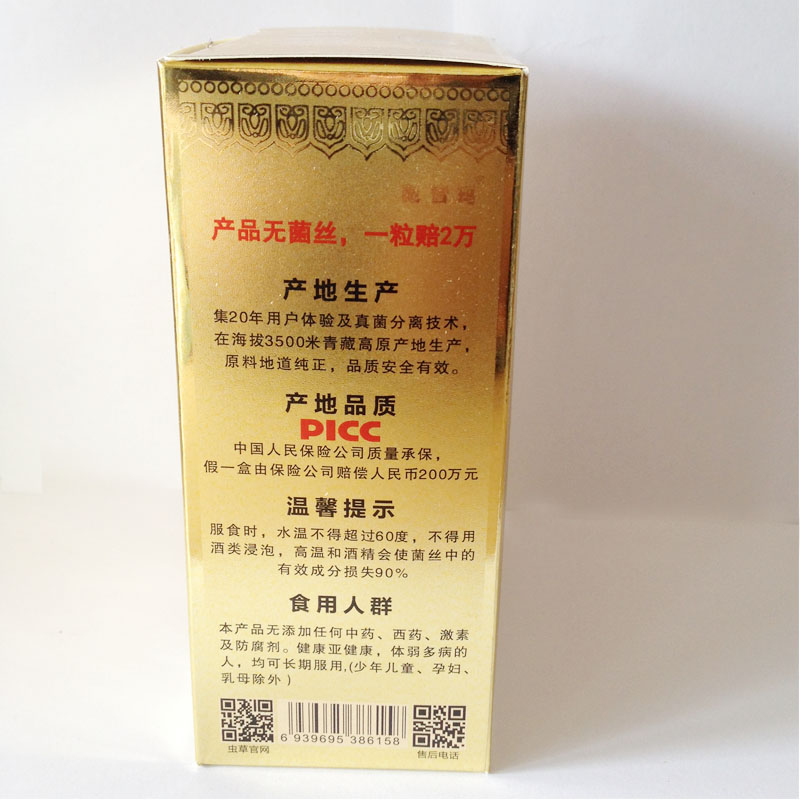 产品无菌丝，一粒赔2万
产地生产
集20年用户体验及真菌分离技术，
在海拔3500米青藏高原产地生产，
原料地道纯正，品质安全有效。
产地品质
PICC
中国人民保险公司质量承保，
假一盒由保险公司赔偿人民币200万元
温馨提示
服食时，水温不得超过60度，不得用
酒类浸泡，高温和酒精会使菌丝中的
有效成分损失90%
食用人群
本产品无添加任何中药、西药、激素
及防腐剂。健康亚健康，体弱多病的
人，均可长期服用,(少年儿童、孕妇、
乳母除外）
6 939695 386158
虫草官网
售后电话